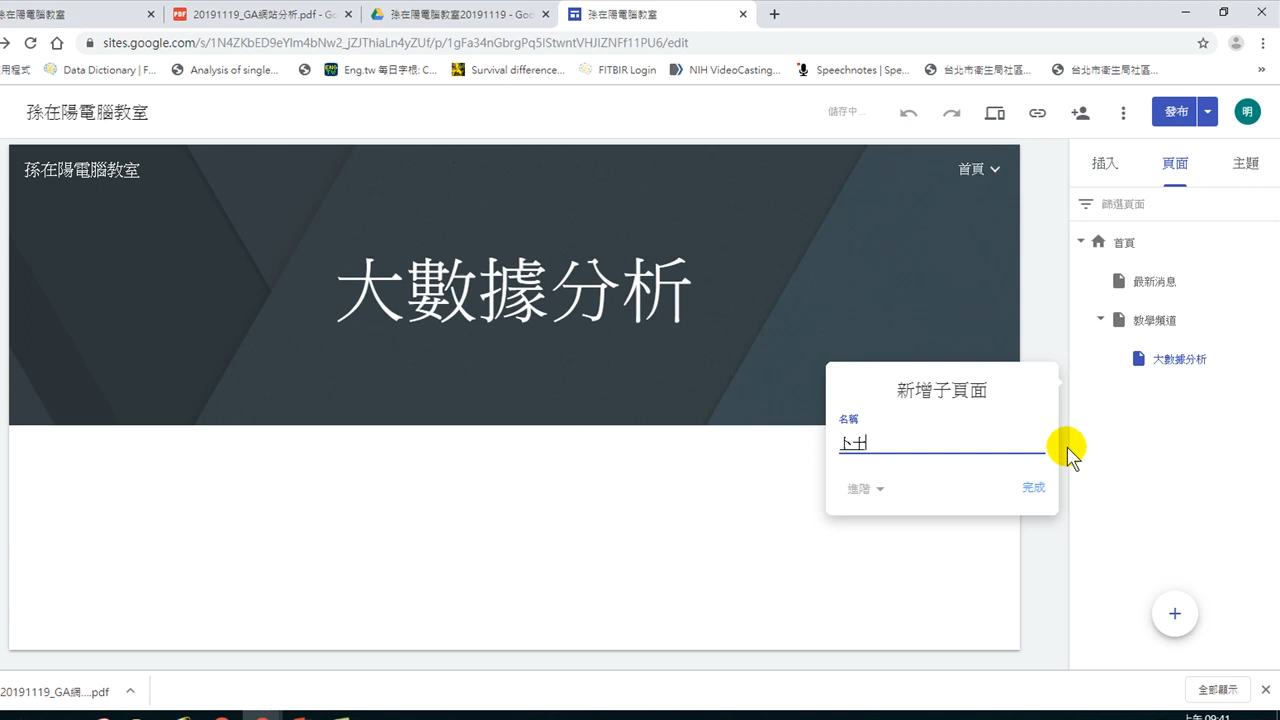 孫在陽電腦教室
20191119_GA網站分析.pdf - Go
孫在陽電腦教室20191119 - Goo
孫在陽電腦教室
sites.google.com/s/1N4ZKbED9eYlm4bNw2_jZJThiaLn4yZUf/p/1gFa34nGbrgPq5IStwntVHJIZNFf11PU6/edit
用程式
Data Dictionary | F...
Analysis of single...
Eng.tw 每日字根: C...
Survival difference...
FITBIR Login
NIH VideoCasting...
Speechnotes | Spe...
台北市衛生局社區...
台北市衛生局社區...
孫在陽電腦教室
儲存中...
發布
明
孫在陽電腦教室
首頁
大數據分析
插入
頁面
主題
篩選頁面
首頁
最新消息
教學頻道
大數據分析
新增子頁面
名稱
卜土
進階
完成
20191119_GA網....pdf
全部顯示
上午 09:41